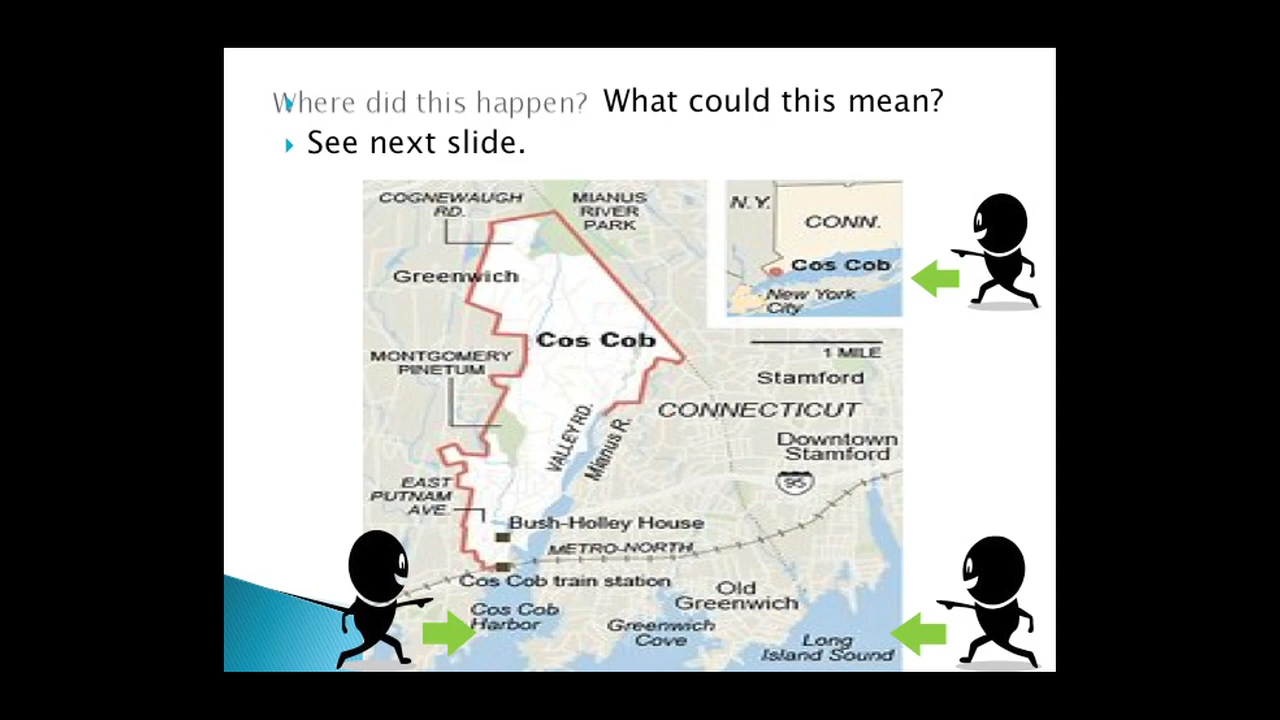 Where did this happen? What could this mean?
See next slide.
COGNEWAUGH
RD.
MIANUS
RIVER
PARK
N.Y.
CONN.
Greenwich
Cos Cob
New York
City
Cos Cob
1 MILE
MONTGOMERY
PINETUM
Stamford
CONNECTICUT
VALLEY RD.
Mianus R.
Downtown
Stamford
95
EAST
PUTNAM
AVE.
Bush-Holley House
METRO-NORTH
Cos Cob train station
Old
Greenwich
Cos Cob
Harbor
Greenwich
Cove
Long
Island Sound